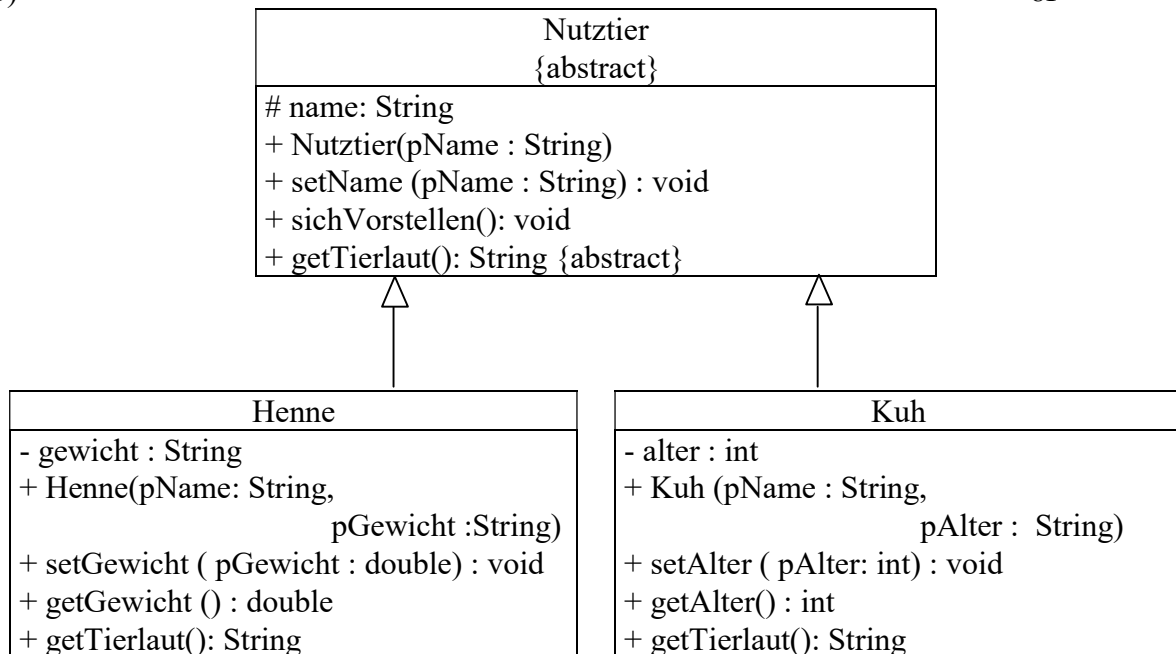 Nutztier
{abstract}
# name: String
+ Nutztier(pName : String)
+ setName (pName : String) : void
+ sichVorstellen(): void
+ getTierlaut(): String {abstract}
Henne
- gewicht : String
+ Henne(pName: String,
pGewicht :String)
+ setGewicht ( pGewicht : double) : void
+ getGewicht () : double
+ getTierlaut(): String
Kuh
- alter : int
+ Kuh (pName : String,
pAlter : String)
+ setAlter ( pAlter: int) : void
+ getAlter() : int
+ getTierlaut(): String